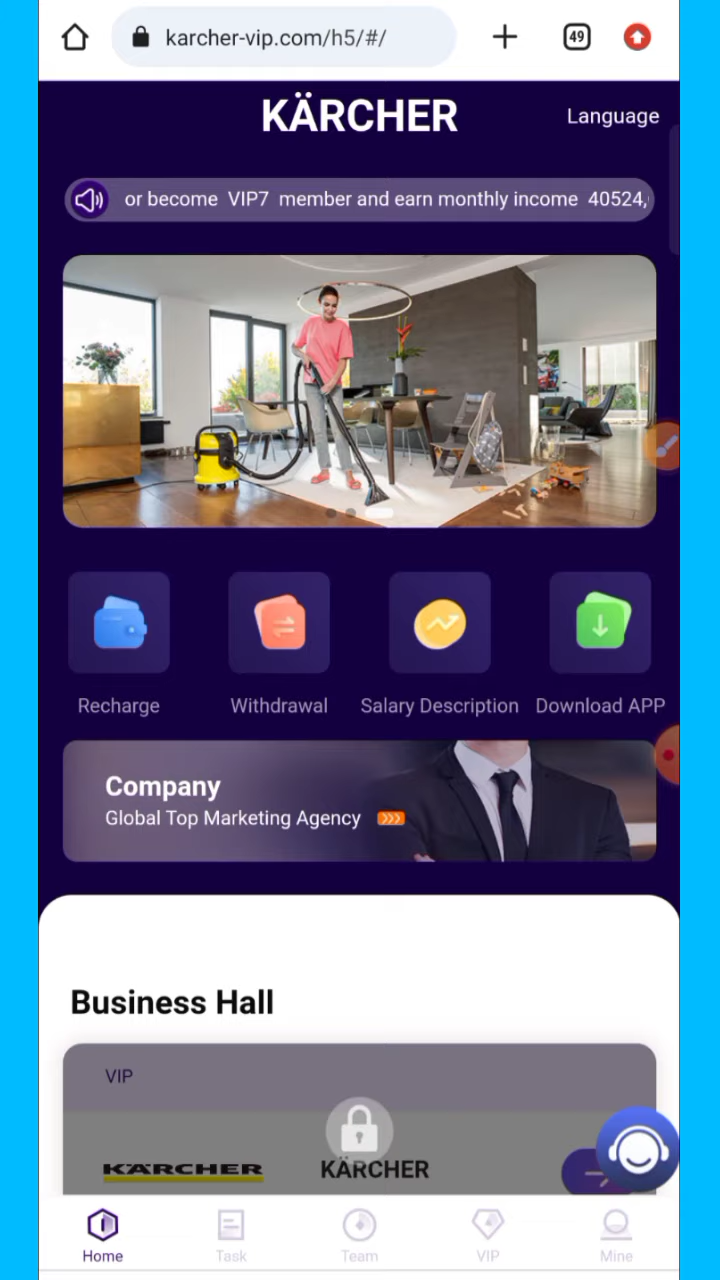 karcher-vip.com/h5/#/
49
KÄRCHER
Language
or become VIP7 member and earn monthly income 40524,
Recharge
Withdrawal
Salary Description
Download APP
Company
Global Top Marketing Agency
Business Hall
VIP
KÄRCHER
KÄRCHER
Home
Task
Team
VIP
Mine